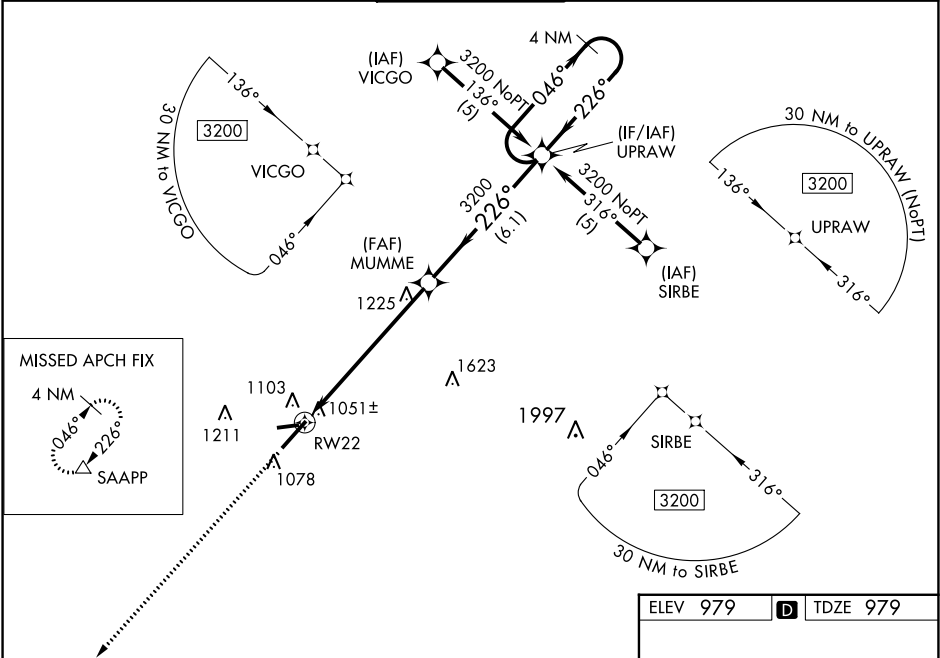 (IAF)
VICGO
3200 NoPT
136°
(5)
4 NM
046°
226°
(IF/IAF)
UPRAW
3200 NoPT
316°
(5)
(IAF)
SIRBE
3200
226°
(6.1)
(FAF)
MUMME
1225
136°
3200
VICGO
046°
30 NM to VICGO
30 NM to UPRAW (NoPT)
3200
136°
UPRAW
316°
MISSED APCH FIX
4 NM
046°
226°
SAAPP
1103
1051±
1211
RW22
1078
1623
1997
SIRBE
046°
316°
3200
30 NM to SIRBE
ELEV 979
D
TDZE 979